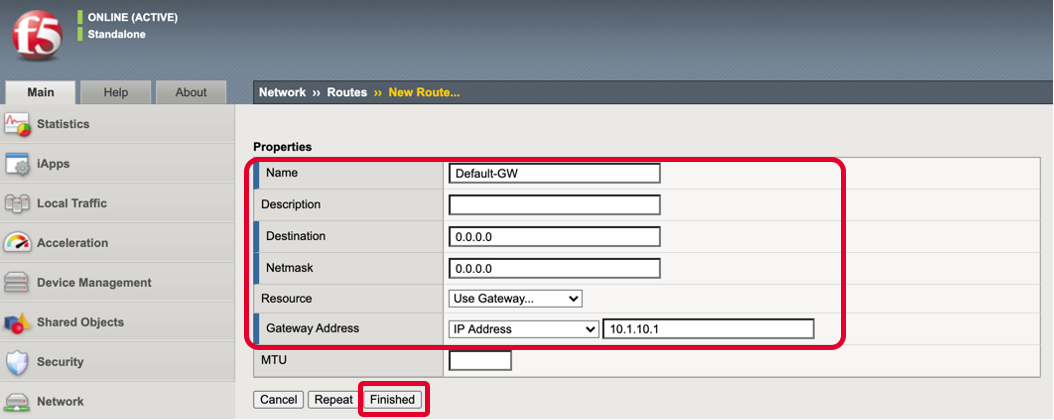 f5
ONLINE (ACTIVE)
Standalone
Main Help About
Network ›› Routes ›› New Route...
Statistics
iApps
Local Traffic
Acceleration
Device Management
Shared Objects
Security
Network
Properties
Name Default-GW
Description
Destination 0.0.0.0
Netmask 0.0.0.0
Resource Use Gateway...
Gateway Address IP Address 10.1.10.1
MTU
Cancel Repeat Finished